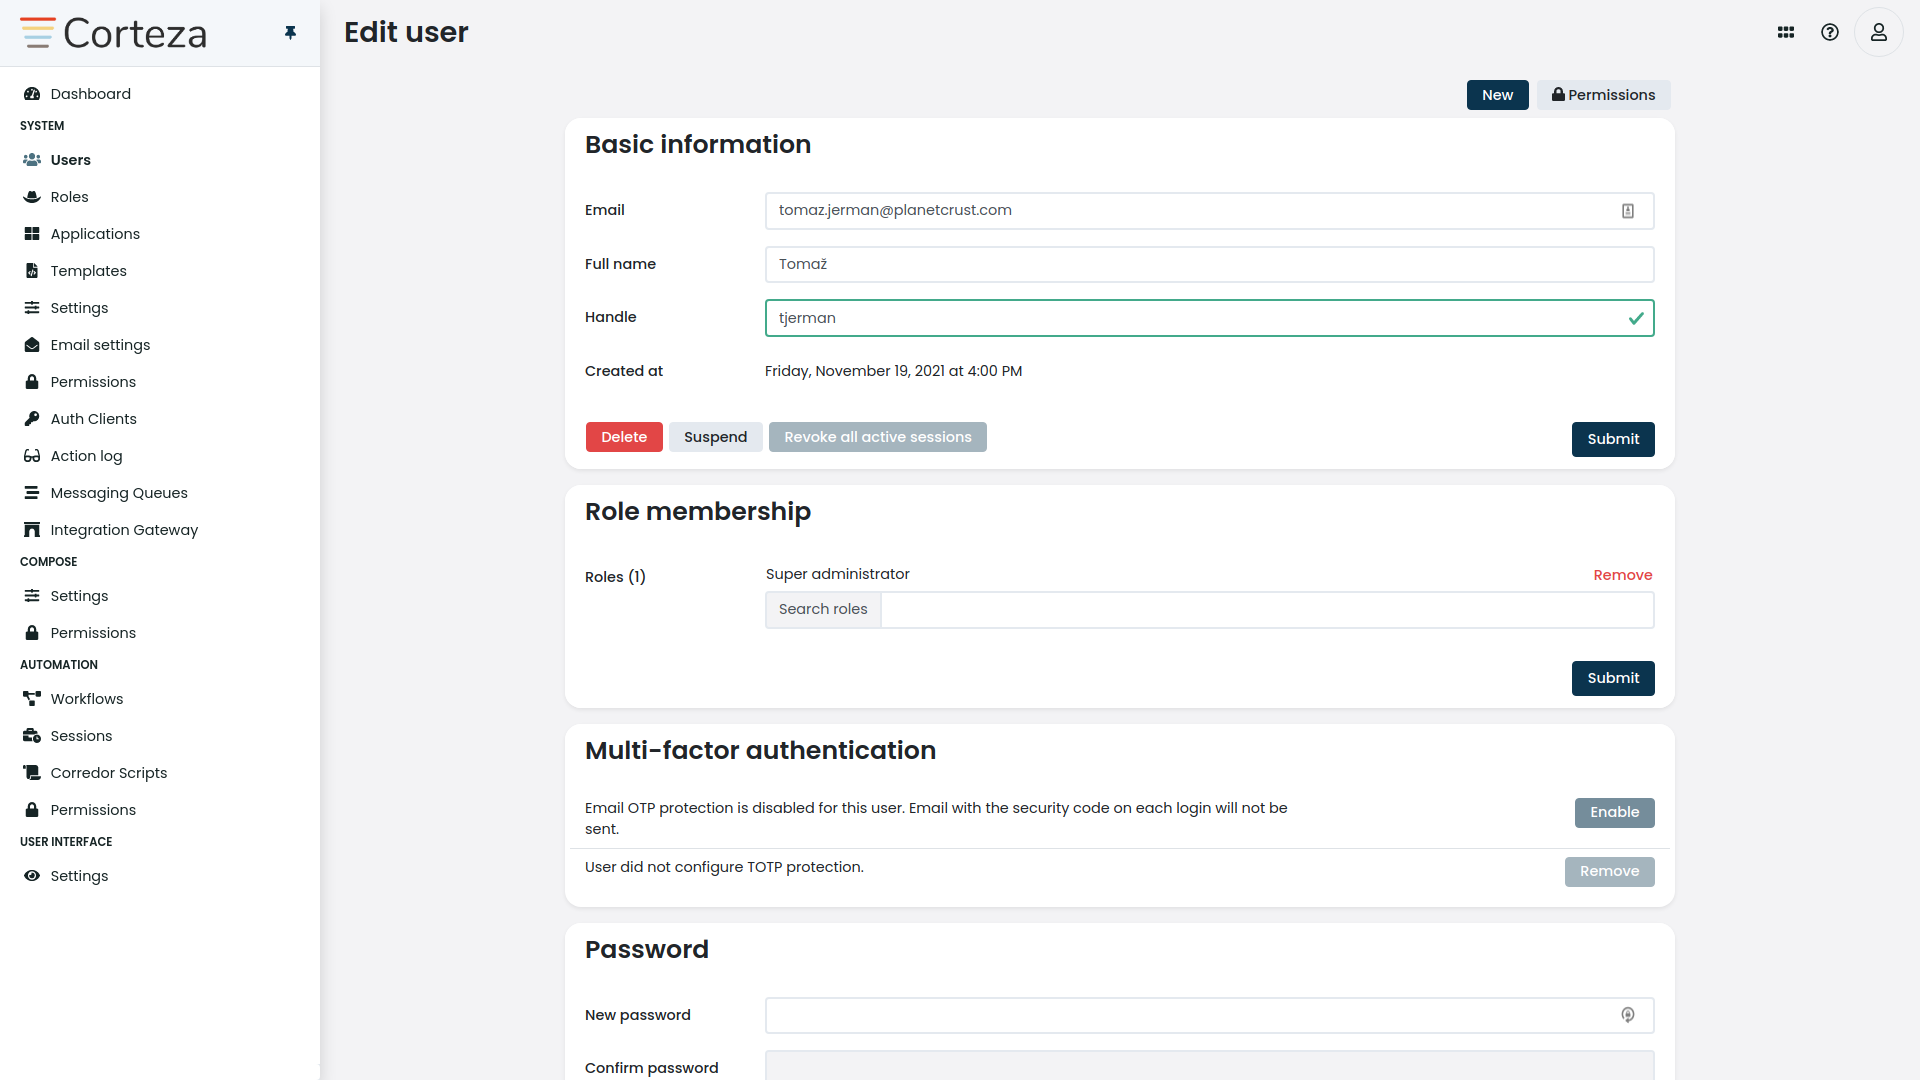 Corteza
Edit user
Dashboard
SYSTEM
Users
Roles
Applications
Templates
Settings
Email settings
Permissions
Auth Clients
Action log
Messaging Queues
Integration Gateway
COMPOSE
Settings
Permissions
AUTOMATION
Workflows
Sessions
Corredor Scripts
Permissions
USER INTERFACE
Settings
New Permissions
Basic information
Email tomaz.jerman@planetcrust.com
Full name Tomaž
Handle tjerman
Created at Friday, November 19, 2021 at 4:00 PM
Delete Suspend Revoke all active sessions Submit
Role membership
Roles (1) Super administrator Remove
Search roles
Submit
Multi-factor authentication
Email OTP protection is disabled for this user. Email with the security code on each login will not be
sent.
Enable
User did not configure TOTP protection. Remove
Password
New password
Confirm password